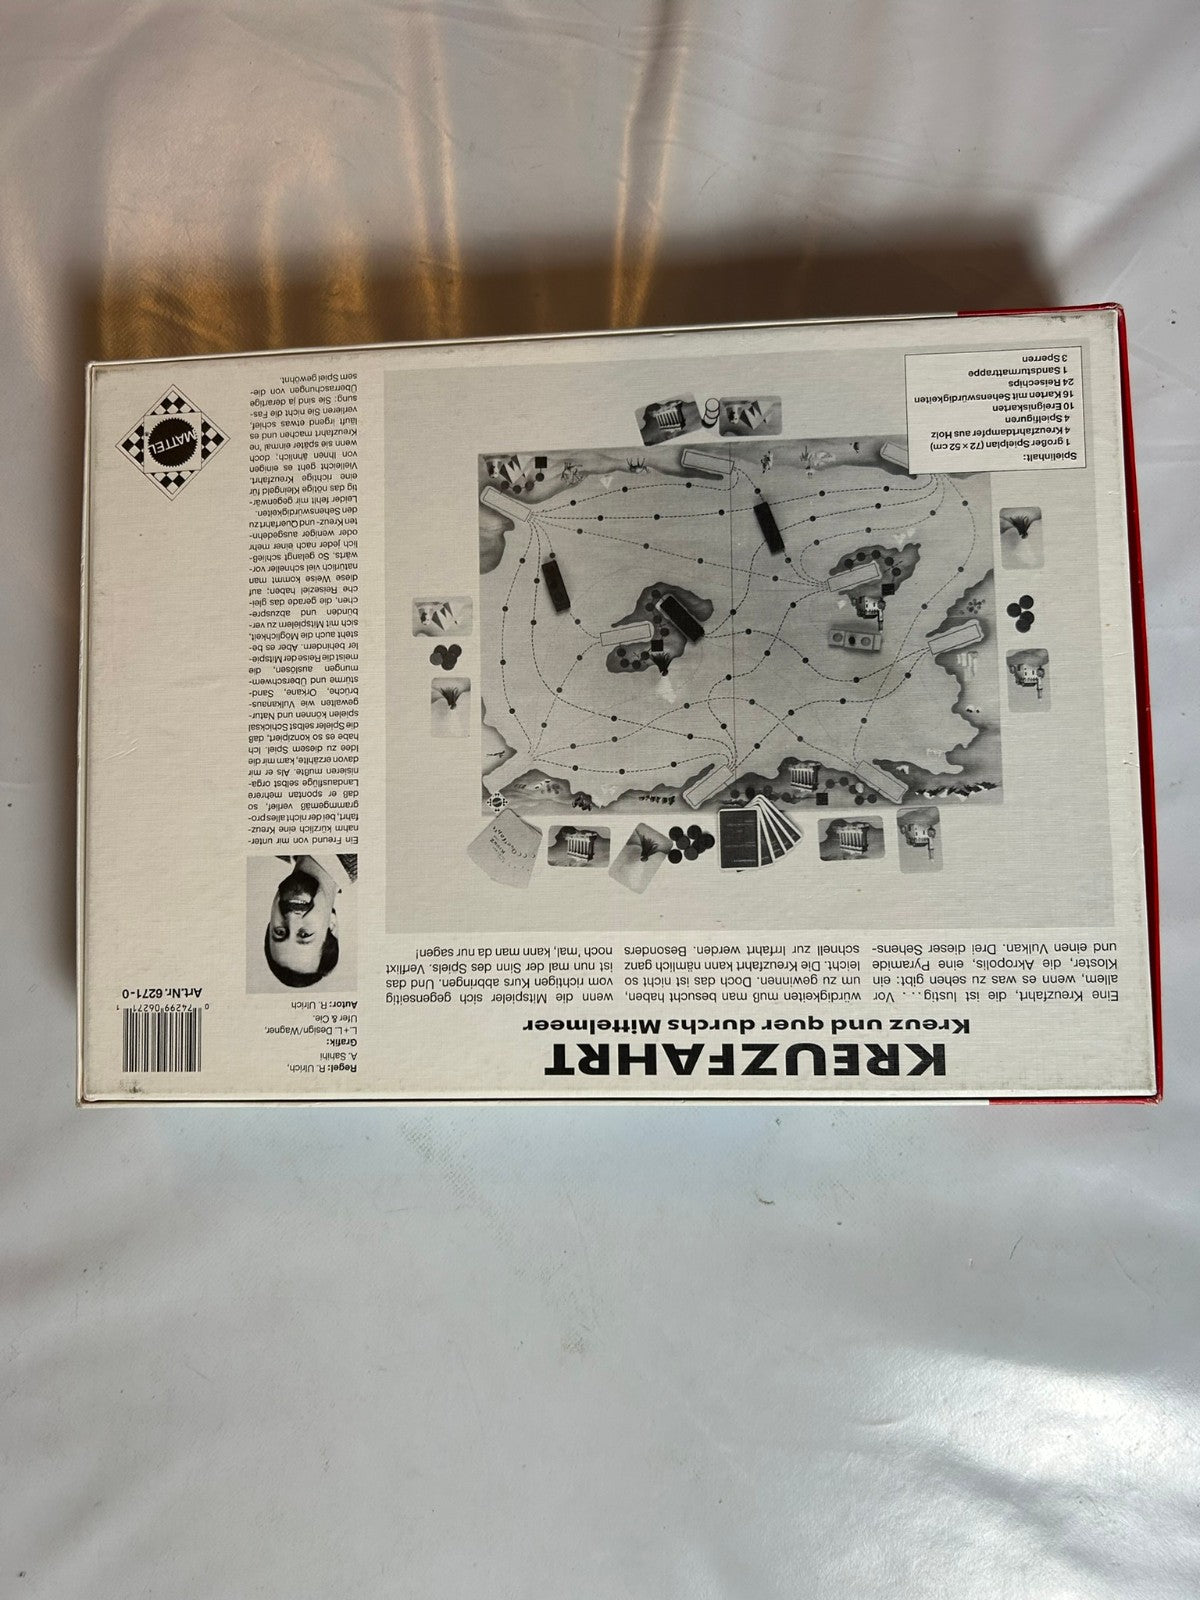 KREUZFAHRT
Kreuz und quer durchs Mittelmeer
Eine Kreuzfahrt, die ist lustig.... Vor
allem, wenn es was zu sehen gibt: ein
Kloster, die Akropolis, eine Pyramide
und einen Vulkan. Drei dieser Sehens-
würdigkeiten muß man besucht haben
um zu gewinnen. Doch das ist nicht so
leicht. Die Kreuzfahrt kann nämlich ganz
schnell zur Irrfahrt werden. Besonders
wenn die Mitspieler sich gegenseitig
vom richtigen Kurs abbringen. Und das
ist nun mal der Sinn des Spiels. Verflixt
noch 'mal, kann man da nur sagen!
Spielinhalt:
1 großer Spielplan (72 × 52 cm)
4 Kreuzfahrtdampfer aus Holz
4 Spielfiguren
10 Ereigniskarten
16 Karten mit Sehenswürdigkeiten
24 Reisechips
1 Sandsturmattrappe
3 Sperren
Regel: R. Ulrich,
A. Sahini
Grafik:
L + L Design/Wagner,
Ufer & Cie.
Autor: R. Ulrich
Ein Freund von mir unter-
nahm kürzlich eine Kreuz-
fahrt, bei der nicht alles pro-
grammgemäß verlief, so
daß er spontan mehrere
Landausflüge selbst orga-
nisieren mußte. Als er mir
davon erzählte, kam mir die
Idee zu diesem Spiel. Ich
habe es so konzipiert, daß
die Spieler selbst Schicksal
spielen können und Natur-
gewalten wie Vulkanaus-
brüche, Orkane, Sand-
stürme und Überschwem-
mungen auslösen, die
meist die Reise der Mitspie-
ler behindern. Aber es be-
steht auch die Möglichkeit,
sich mit Mitspielern zu ver-
bünden und abzuspre-
chen, die gerade das glei-
che Reiseziel haben; auf
diese Weise kommt man
natürlich viel schneller vor-
wärts. So gelangt schließ-
lich jeder nach einer mehr
oder weniger ausgedehn-
ten Kreuz- und Querfahrt zu
den Sehenswürdigkeiten.
Leider fehlt mir gegenwär-
tig das nötige Kleingeld für
eine richtige Kreuzfahrt.
Vielleicht geht es einigen
von Ihnen ähnlich; doch
wenn sie später einmal 'ne
Kreuzfahrt machen und es
läuft irgend etwas schief,
verlieren Sie nicht die Fas-
sung: Sie sind ja derartige
Überraschungen von die-
sem Spiel gewöhnt.
0 74299 06271 1
Art.Nr. 6271-0
MATTEL